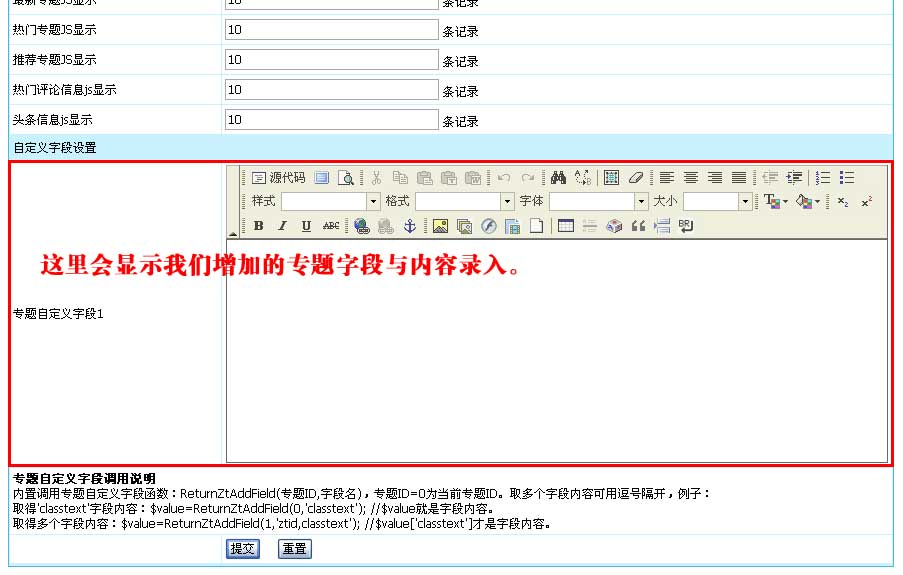 最新专题JS显示 10 条记录
热门专题JS显示 10 条记录
推荐专题JS显示 10 条记录
热门评论信息js显示 10 条记录
头条信息js显示 10 条记录
自定义字段设置
源代码
样式 格式 字体 大小
B I U ABC
这里会显示我们增加的专题字段与内容录入。
专题自定义字段1
专题自定义字段调用说明
内置调用专题自定义字段函数：ReturnZtAddField(专题ID,字段名)，专题ID=0为当前专题ID。取多个字段内容可用逗号隔开，例子：
取得'classtext'字段内容：$value=ReturnZtAddField(0,'classtext'); //$value就是字段内容。
取得多个字段内容：$value=ReturnZtAddField(1,'ztid,classtext'); //$value['classtext']才是字段内容。
提交 重置